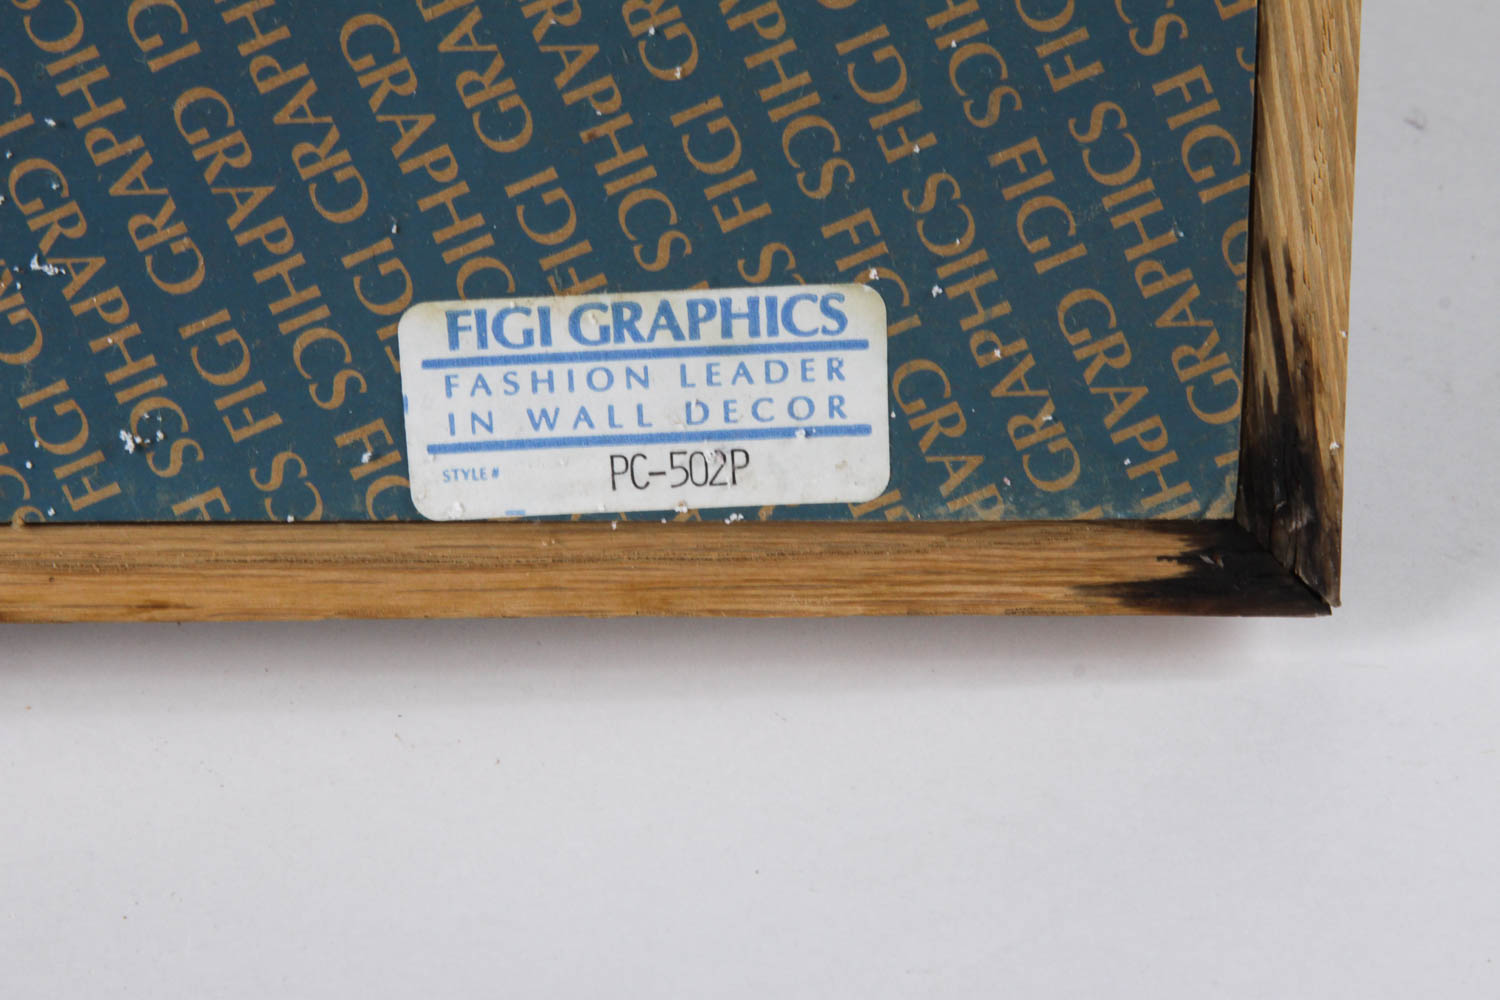 FIGI GRAPHICS
FASHION LEADER
IN WALL DECOR
STYLE # PC-502P